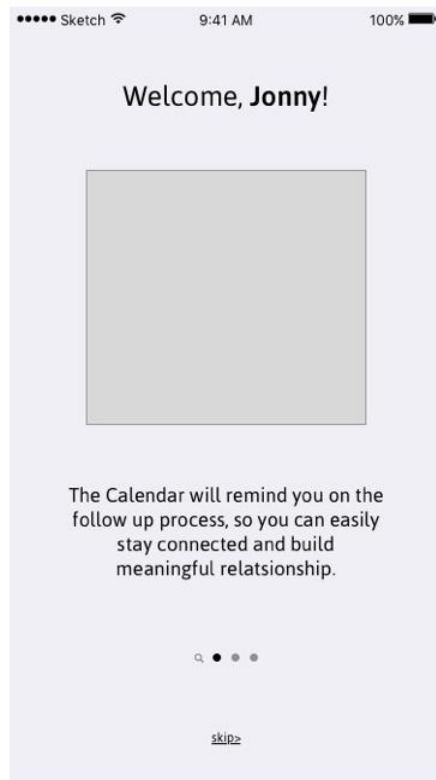 Sketch 9:41 AM 100%
Welcome, Jonny!
The Calendar will remind you on the
follow up process, so you can easily
stay connected and build
meaningful relatsionship.
skip>